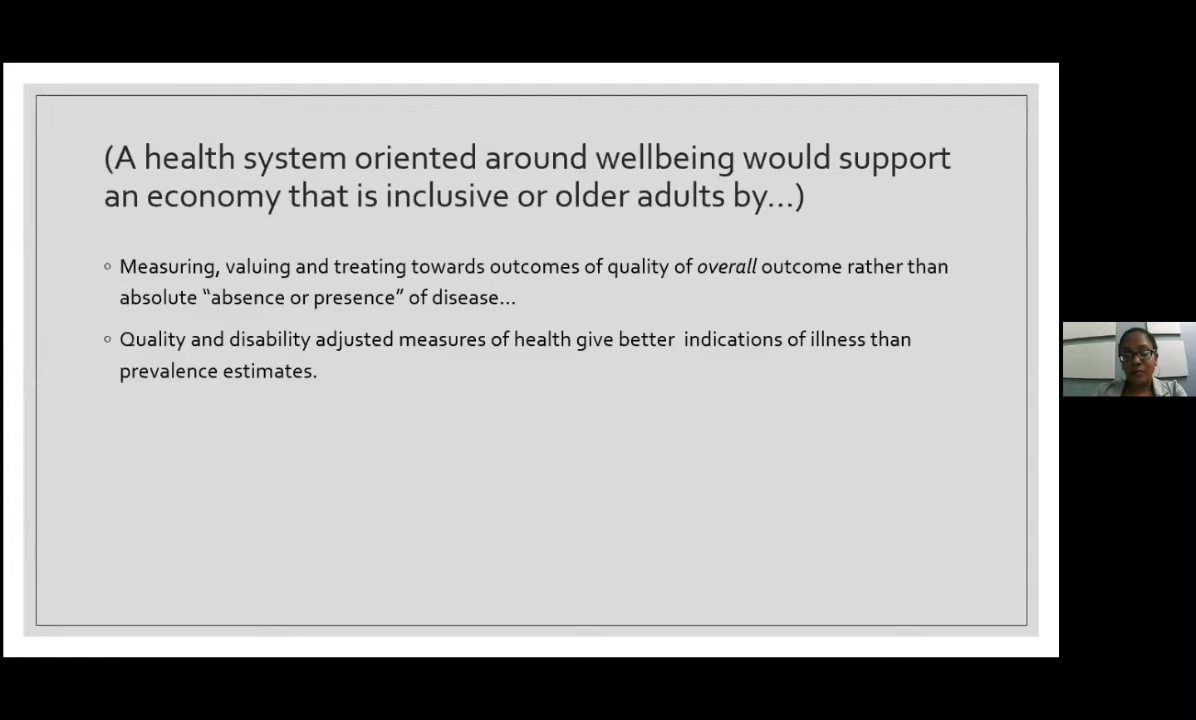 (A health system oriented around wellbeing would support
an economy that is inclusive or older adults by...)
◦ Measuring, valuing and treating towards outcomes of quality of overall outcome rather than
absolute “absence or presence” of disease...
◦ Quality and disability adjusted measures of health give better  indications of illness than
prevalence estimates.